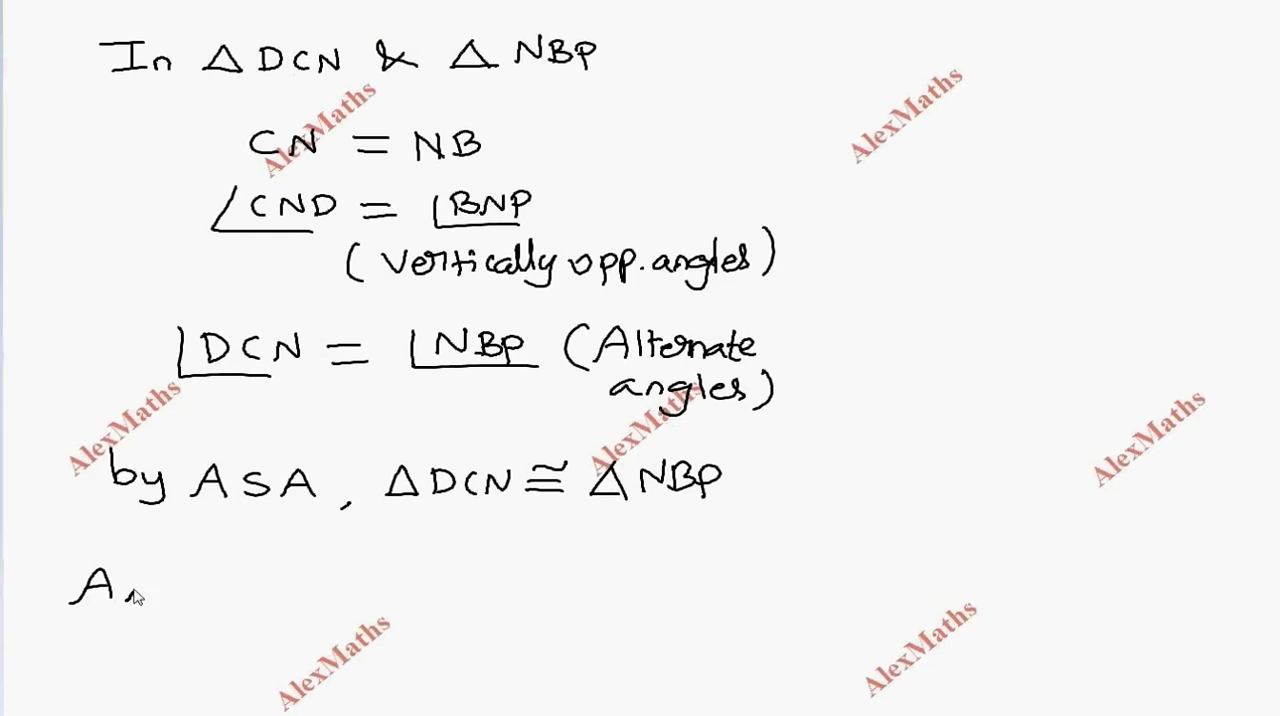 In △ DCN & △ NBP
AlexMaths
AlexMaths
CN = NB
∠CND = ∠BNP
(vertically opp. angles)
∠DCN = ∠NBP (Alternate
angles)
AlexMaths
AlexMaths
AlexMaths
by ASA, △DCN ≅ △NBP
A
AlexMaths
AlexMaths